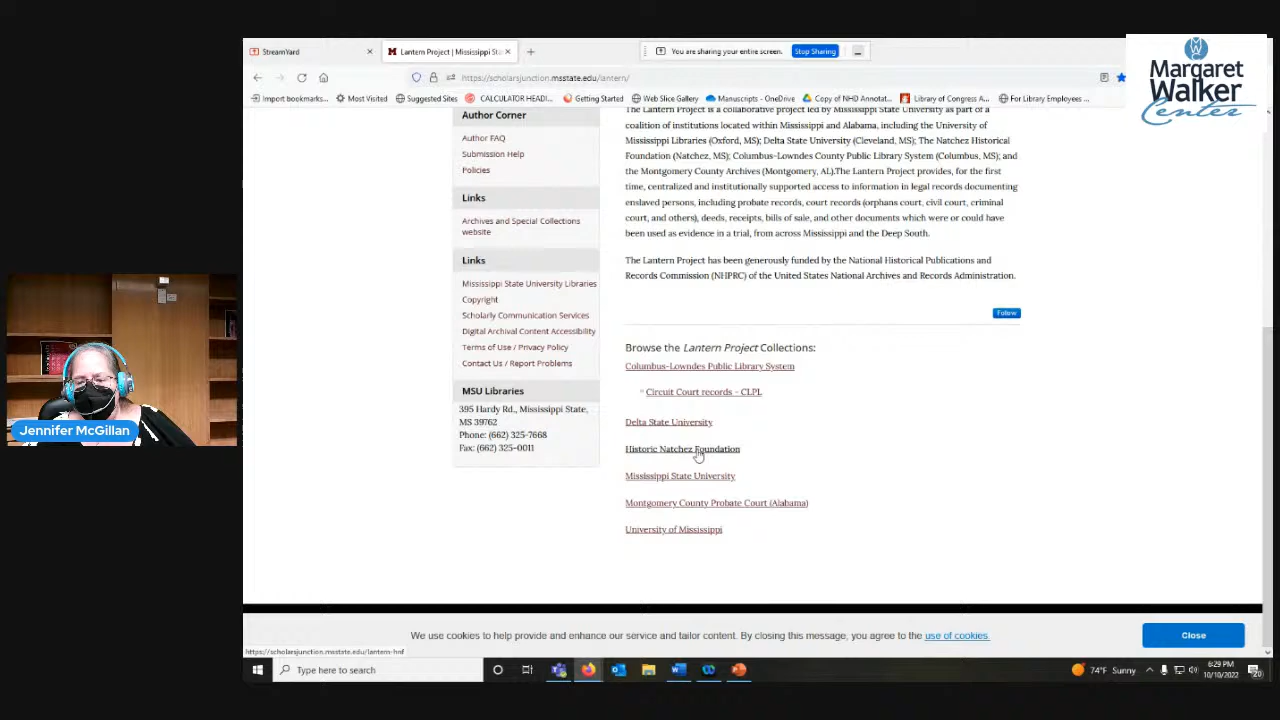 StreamYard
Lantern Project | Mississippi St
You are sharing your entire screen.
Stop Sharing
https://scholarsjunction.msstate.edu/lantern/
Import bookmarks...
Most Visited
Suggested Sites
CALCULATOR HEADI...
Getting Started
Web Slice Gallery
Manuscripts - OneDrive
Copy of NHD Annotat...
Library of Congress A...
For Library Employees ...
Margaret
Walker
Center
Author Corner
Author FAQ
Submission Help
Policies
Links
Archives and Special Collections
website
Links
Mississippi State University Libraries
Copyright
Scholarly Communication Services
Digital Archival Content Accessibility
Terms of Use / Privacy Policy
Contact Us / Report Problems
MSU Libraries
395 Hardy Rd., Mississippi State,
MS 39762
Phone: (662) 325-7668
Fax: (662) 325-0011
The Lantern Project is a collaborative project led by Mississippi State University as part of a
coalition of institutions located within Mississippi and Alabama, including the University of
Mississippi Libraries (Oxford, MS); Delta State University (Cleveland, MS); The Natchez Historical
Foundation (Natchez, MS); Columbus-Lowndes County Public Library System (Columbus, MS); and
the Montgomery County Archives (Montgomery, AL).The Lantern Project provides, for the first
time, centralized and institutionally supported access to information in legal records documenting
enslaved persons, including probate records, court records (orphans court, civil court, criminal
court, and others), deeds, receipts, bills of sale, and other documents which were or could have
been used as evidence in a trial, from across Mississippi and the Deep South.
The Lantern Project has been generously funded by the National Historical Publications and
Records Commission (NHPRC) of the United States National Archives and Records Administration.
Follow
Browse the Lantern Project Collections:
Columbus-Lowndes Public Library System
Circuit Court records - CLPL
Delta State University
Historic Natchez Foundation
Mississippi State University
Montgomery County Probate Court (Alabama)
University of Mississippi
Jennifer McGillan
We use cookies to help provide and enhance our service and tailor content. By closing this message, you agree to the use of cookies.
Close
https://scholarsjunction.msstate.edu/lantern-hnf
Type here to search
74°F Sunny
6:29 PM
10/10/2022
20